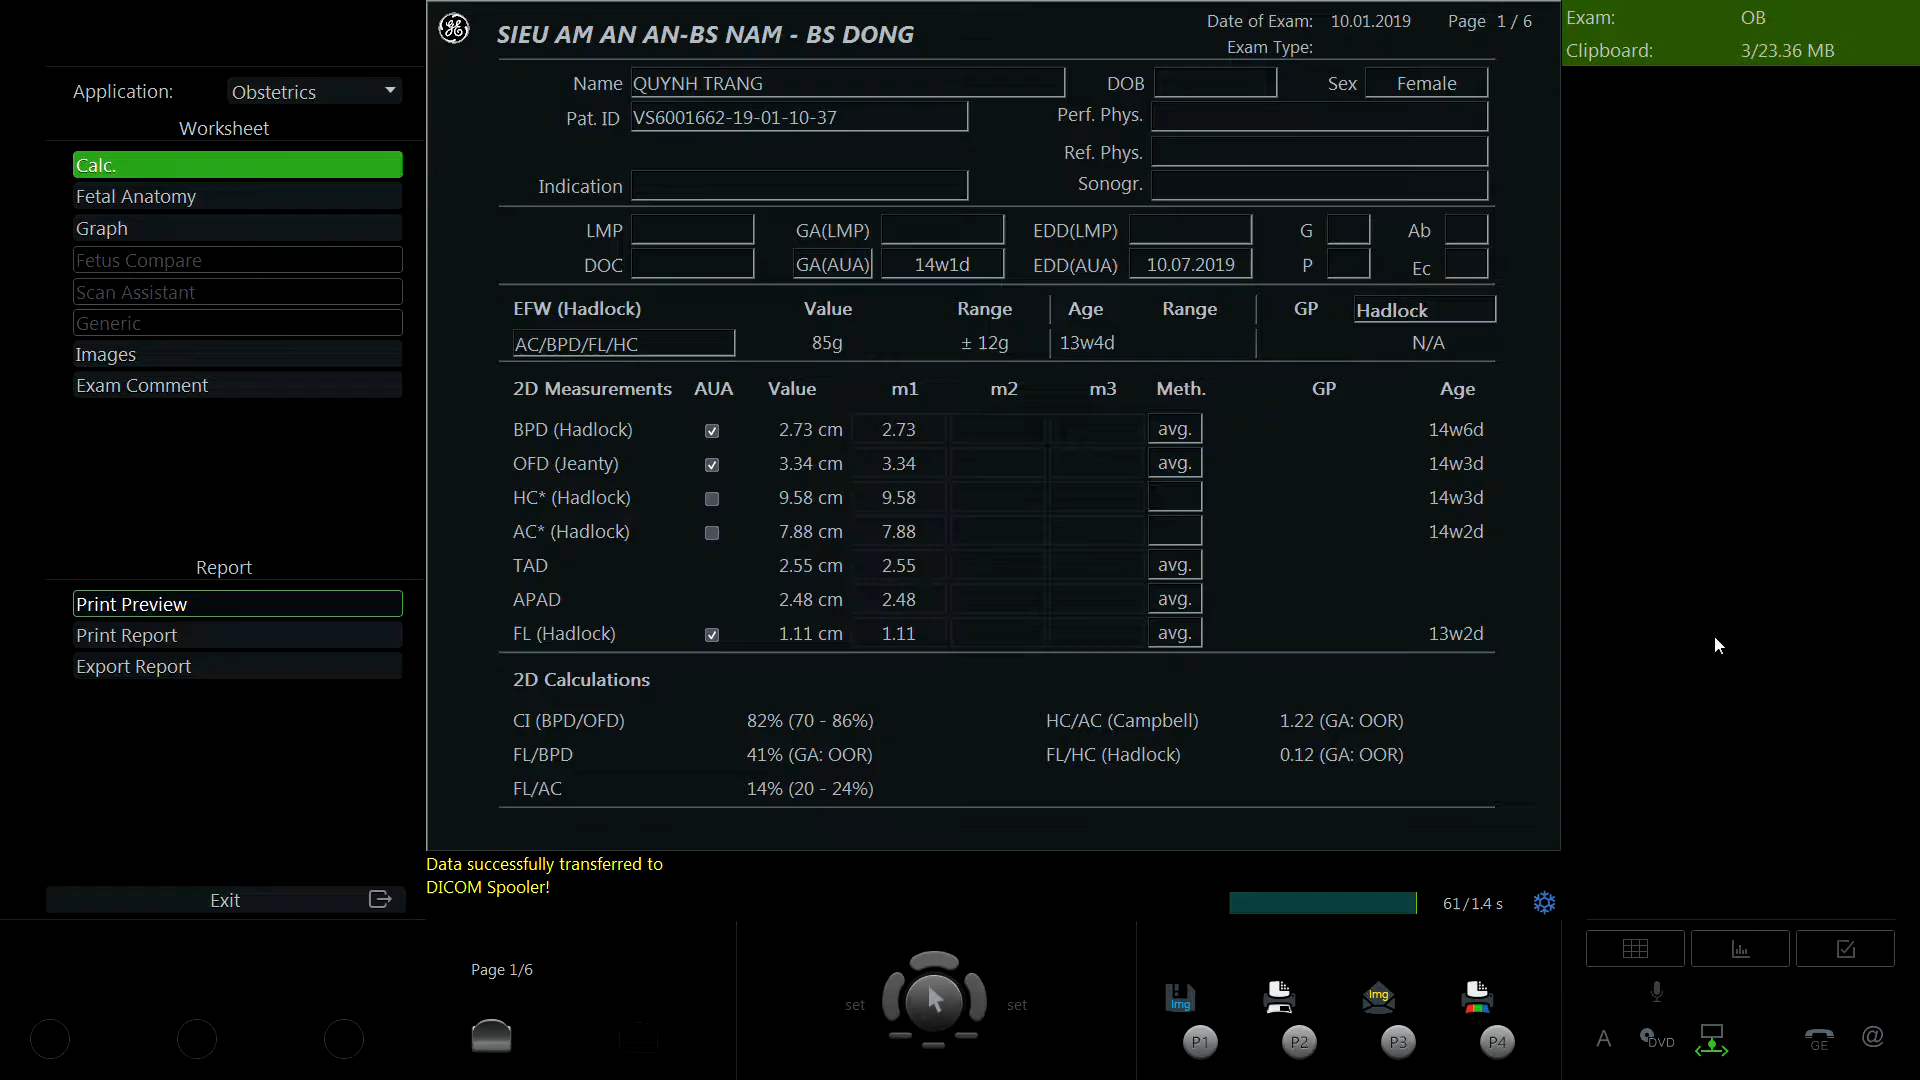 SIEU AM AN AN-BS NAM - BS DONG
Date of Exam: 10.01.2019 Page 1 / 6
Exam Type:
Exam: OB
Clipboard: 3/23.36 MB
Application: Obstetrics
Worksheet
Calc.
Fetal Anatomy
Graph
Fetus Compare
Scan Assistant
Generic
Images
Exam Comment
Report
Print Preview
Print Report
Export Report
Exit
Name QUYNH TRANG DOB Sex Female
Pat. ID VS6001662-19-01-10-37 Perf. Phys.
Ref. Phys.
Indication Sonogr.
LMP GA(LMP) EDD(LMP) G Ab
DOC GA(AUA) 14w1d EDD(AUA) 10.07.2019 P Ec
EFW (Hadlock) Value Range Age Range GP Hadlock
AC/BPD/FL/HC 85g ± 12g 13w4d N/A
2D Measurements AUA Value m1 m2 m3 Meth. GP Age
BPD (Hadlock) 2.73 cm 2.73 avg. 14w6d
OFD (Jeanty) 3.34 cm 3.34 avg. 14w3d
HC* (Hadlock) 9.58 cm 9.58 14w3d
AC* (Hadlock) 7.88 cm 7.88 14w2d
TAD 2.55 cm 2.55 avg.
APAD 2.48 cm 2.48 avg.
FL (Hadlock) 1.11 cm 1.11 avg. 13w2d
2D Calculations
CI (BPD/OFD) 82% (70 - 86%) HC/AC (Campbell) 1.22 (GA: OOR)
FL/BPD 41% (GA: OOR) FL/HC (Hadlock) 0.12 (GA: OOR)
FL/AC 14% (20 - 24%)
Data successfully transferred to
DICOM Spooler!
61/1.4 s
Page 1/6
set set
Img Img
P1 P2 P3 P4
A DVD GE @